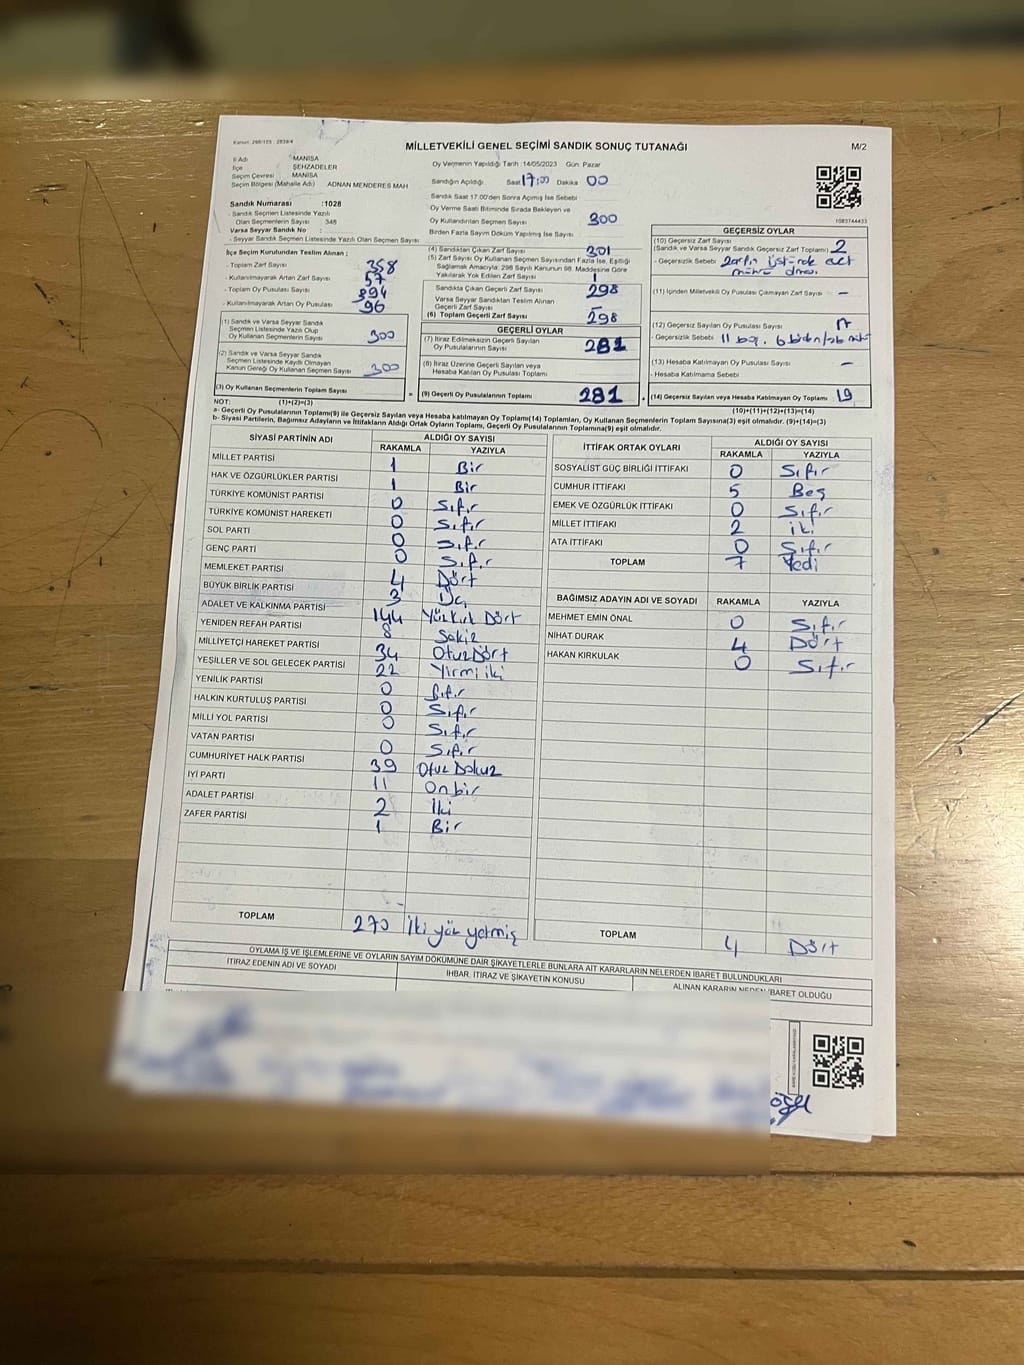 Kanun: 298/105 : 2839/4
MİLLETVEKİLİ GENEL SEÇİMİ SANDIK SONUÇ TUTANAĞI
M/2
İl Adı : MANİSA
İlçe : ŞEHZADELER
Seçim Çevresi : MANİSA
Seçim Bölgesi (Mahalle Adı) ADNAN MENDERES MAH
Oy Vermenin Yapıldığı Tarih :14/05/2023 Gün Pazar
Sandığın Açıldığı Saat 17:00 Dakika 00
Sandık Saat 17.00'den Sonra Açılmış İse Sebebi
Oy Verme Saati Bitiminde Sırada Bekleyen ve
Oy Kullandırılan Seçmen Sayısı 300
Birden Fazla Sayım Döküm Yapılmış İse Sayısı
1083744433
Sandık Numarası :1028
- Sandık Seçmen Listesinde Yazılı
Olan Seçmenlerin Sayısı 348
Varsa Seyyar Sandık No :
- Seyyar Sandık Seçmen Listesinde Yazılı Olan Seçmen Sayısı
İlçe Seçim Kurulundan Teslim Alınan ;
- Toplam Zarf Sayısı 358
- Kullanılmayarak Artan Zarf Sayısı 57
- Toplam Oy Pusulası Sayısı 394
- Kullanılmayarak Artan Oy Pusulası 96
(1) Sandık ve Varsa Seyyar Sandık
Seçmen Listesinde Yazılı Olup
Oy Kullanan Seçmenlerin Sayısı 300
(2) Sandık ve Varsa Seyyar Sandık
Seçmen Listesinde Kaydı Olmayan
Kanun Gereği Oy Kullanan Seçmen Sayısı 300
(3) Oy Kullanan Seçmenlerin Toplam Sayısı =
(4) Sandıktan Çıkan Zarf Sayısı 301
(5) Zarf Sayısı Oy Kullanan Seçmen Sayısından Fazla İse, Eşitliği
Sağlamak Amacıyla; 298 Sayılı Kanunun 98. Maddesine Göre
Yakılarak Yok Edilen Zarf Sayısı 1
Sandıkta Çıkan Geçerli Zarf Sayısı 298
Varsa Seyyar Sandıktan Teslim Alınan
Geçerli Zarf Sayısı –
(6) Toplam Geçerli Zarf Sayısı 298
GEÇERLİ OYLAR
(7) İtiraz Edilmeksizin Geçerli Sayılan
Oy Pusulalarının Sayısı 281
(8) İtiraz Üzerine Geçerli Sayılan veya
Hesaba Katılan Oy Pusulası Toplamı
(9) Geçerli Oy Pusulalarının Toplamı 281 +
GEÇERSİZ OYLAR
(10) Geçersiz Zarf Sayısı
(Sandık ve Varsa Seyyar Sandık Geçersiz Zarf Toplamı) 2
- Geçersizlik Sebebi Zarfın üstünde
(11) İçinden Milletvekili Oy Pusulası Çıkmayan Zarf Sayısı –
(12) Geçersiz Sayılan Oy Pusulası Sayısı 17
- Geçersizlik Sebebi 11 boş. 6
(13) Hesaba Katılmayan Oy Pusulası Sayısı –
- Hesaba Katılmama Sebebi
(14) Geçersiz Sayılan veya Hesaba Katılmayan Oy Toplamı 19
NOT: (1)+(2)=(3)
(10)+(11)+(12)+(13)=(14)
a- Geçerli Oy Pusulalarının Toplamı(9) ile Geçersiz Sayılan veya Hesaba katılmayan Oy Toplamı(14) Toplamları, Oy Kullanan Seçmenlerin Toplam Sayısına(3) eşit olmalıdır. (9)+(14)=(3)
b- Siyasi Partilerin, Bağımsız Adayların ve İttifakların Aldığı Ortak Oyların Toplamı, Geçerli Oy Pusulalarının Toplamına(9) eşit olmalıdır.
SİYASİ PARTİNİN ADI
ALDIĞI OY SAYISI
RAKAMLA YAZIYLA
MİLLET PARTİSİ 1 Bir
HAK VE ÖZGÜRLÜKLER PARTİSİ 1 Bir
TÜRKİYE KOMÜNİST PARTİSİ 0 Sıfır
TÜRKİYE KOMÜNİST HAREKETİ 0 Sıfır
SOL PARTİ 0 Sıfır
GENÇ PARTİ 0 Sıfır
MEMLEKET PARTİSİ 4 Dört
BÜYÜK BİRLİK PARTİSİ 3 Üç
ADALET VE KALKINMA PARTİSİ 144 Yüzkırk Dört
YENİDEN REFAH PARTİSİ 8 Sekiz
MİLLİYETÇİ HAREKET PARTİSİ 34 OtuzDört
YEŞİLLER VE SOL GELECEK PARTİSİ 22 Yirmi iki
YENİLİK PARTİSİ 0 Sıfır
HALKIN KURTULUŞ PARTİSİ 0 Sıfır
MİLLİ YOL PARTİSİ 0 Sıfır
VATAN PARTİSİ 0 Sıfır
CUMHURİYET HALK PARTİSİ 39 Otuz Dokuz
İYİ PARTİ 11 Onbir
ADALET PARTİSİ 2 İki
ZAFER PARTİSİ 1 Bir
TOPLAM 270 İki yüz yetmiş
İTTİFAK ORTAK OYLARI
ALDIĞI OY SAYISI
RAKAMLA YAZIYLA
SOSYALİST GÜÇ BİRLİĞİ İTTİFAKI 0 Sıfır
CUMHUR İTTİFAKI 5 Beş
EMEK VE ÖZGÜRLÜK İTTİFAKI 0 Sıfır
MİLLET İTTİFAKI 2 iki
ATA İTTİFAKI 0 Sıfır
TOPLAM 7 Yedi
BAĞIMSIZ ADAYIN ADI VE SOYADI RAKAMLA YAZIYLA
MEHMET EMİN ÖNAL 0 Sıfır
NİHAT DURAK 4 Dört
HAKAN KIRKULAK 0 Sıfır
TOPLAM 4 Dört
OYLAMA İŞ VE İŞLEMLERİNE VE OYLARIN SAYIM DÖKÜMÜNE DAİR ŞİKAYETLERLE BUNLARA AİT KARARLARIN NELERDEN İBARET BULUNDUKLARI
İTİRAZ EDENİN ADI VE SOYADI
İHBAR, İTİRAZ VE ŞİKAYETİN KONUSU
ALINAN KARARIN NEDEN İBARET OLDUĞU